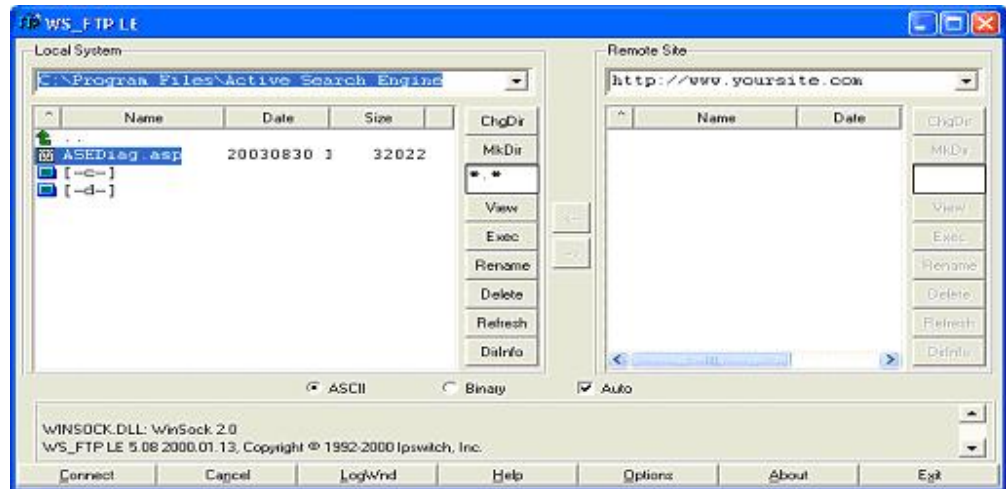 WS_FTP LE
Local System
Remote Site
C:\Program Files\Active Search Engine
http://www.yoursite.com
^ Name Date Size
^ Name Date
ChgDir
ChgDir
..
ASEDiag.asp 20030830 1 32022
MkDir
MkDir
[-c-]
*.*
[-d-]
View
View
<--
Exec
Exec
-->
Rename
Rename
Delete
Delete
Refresh
Refresh
DirInfo
DirInfo
ASCII
Binary
Auto
WINSOCK.DLL: WinSock 2.0
WS_FTP LE 5.08 2000.01.13, Copyright © 1992-2000 Ipswitch, Inc.
Connect Cancel LogWnd Help Options About Exit